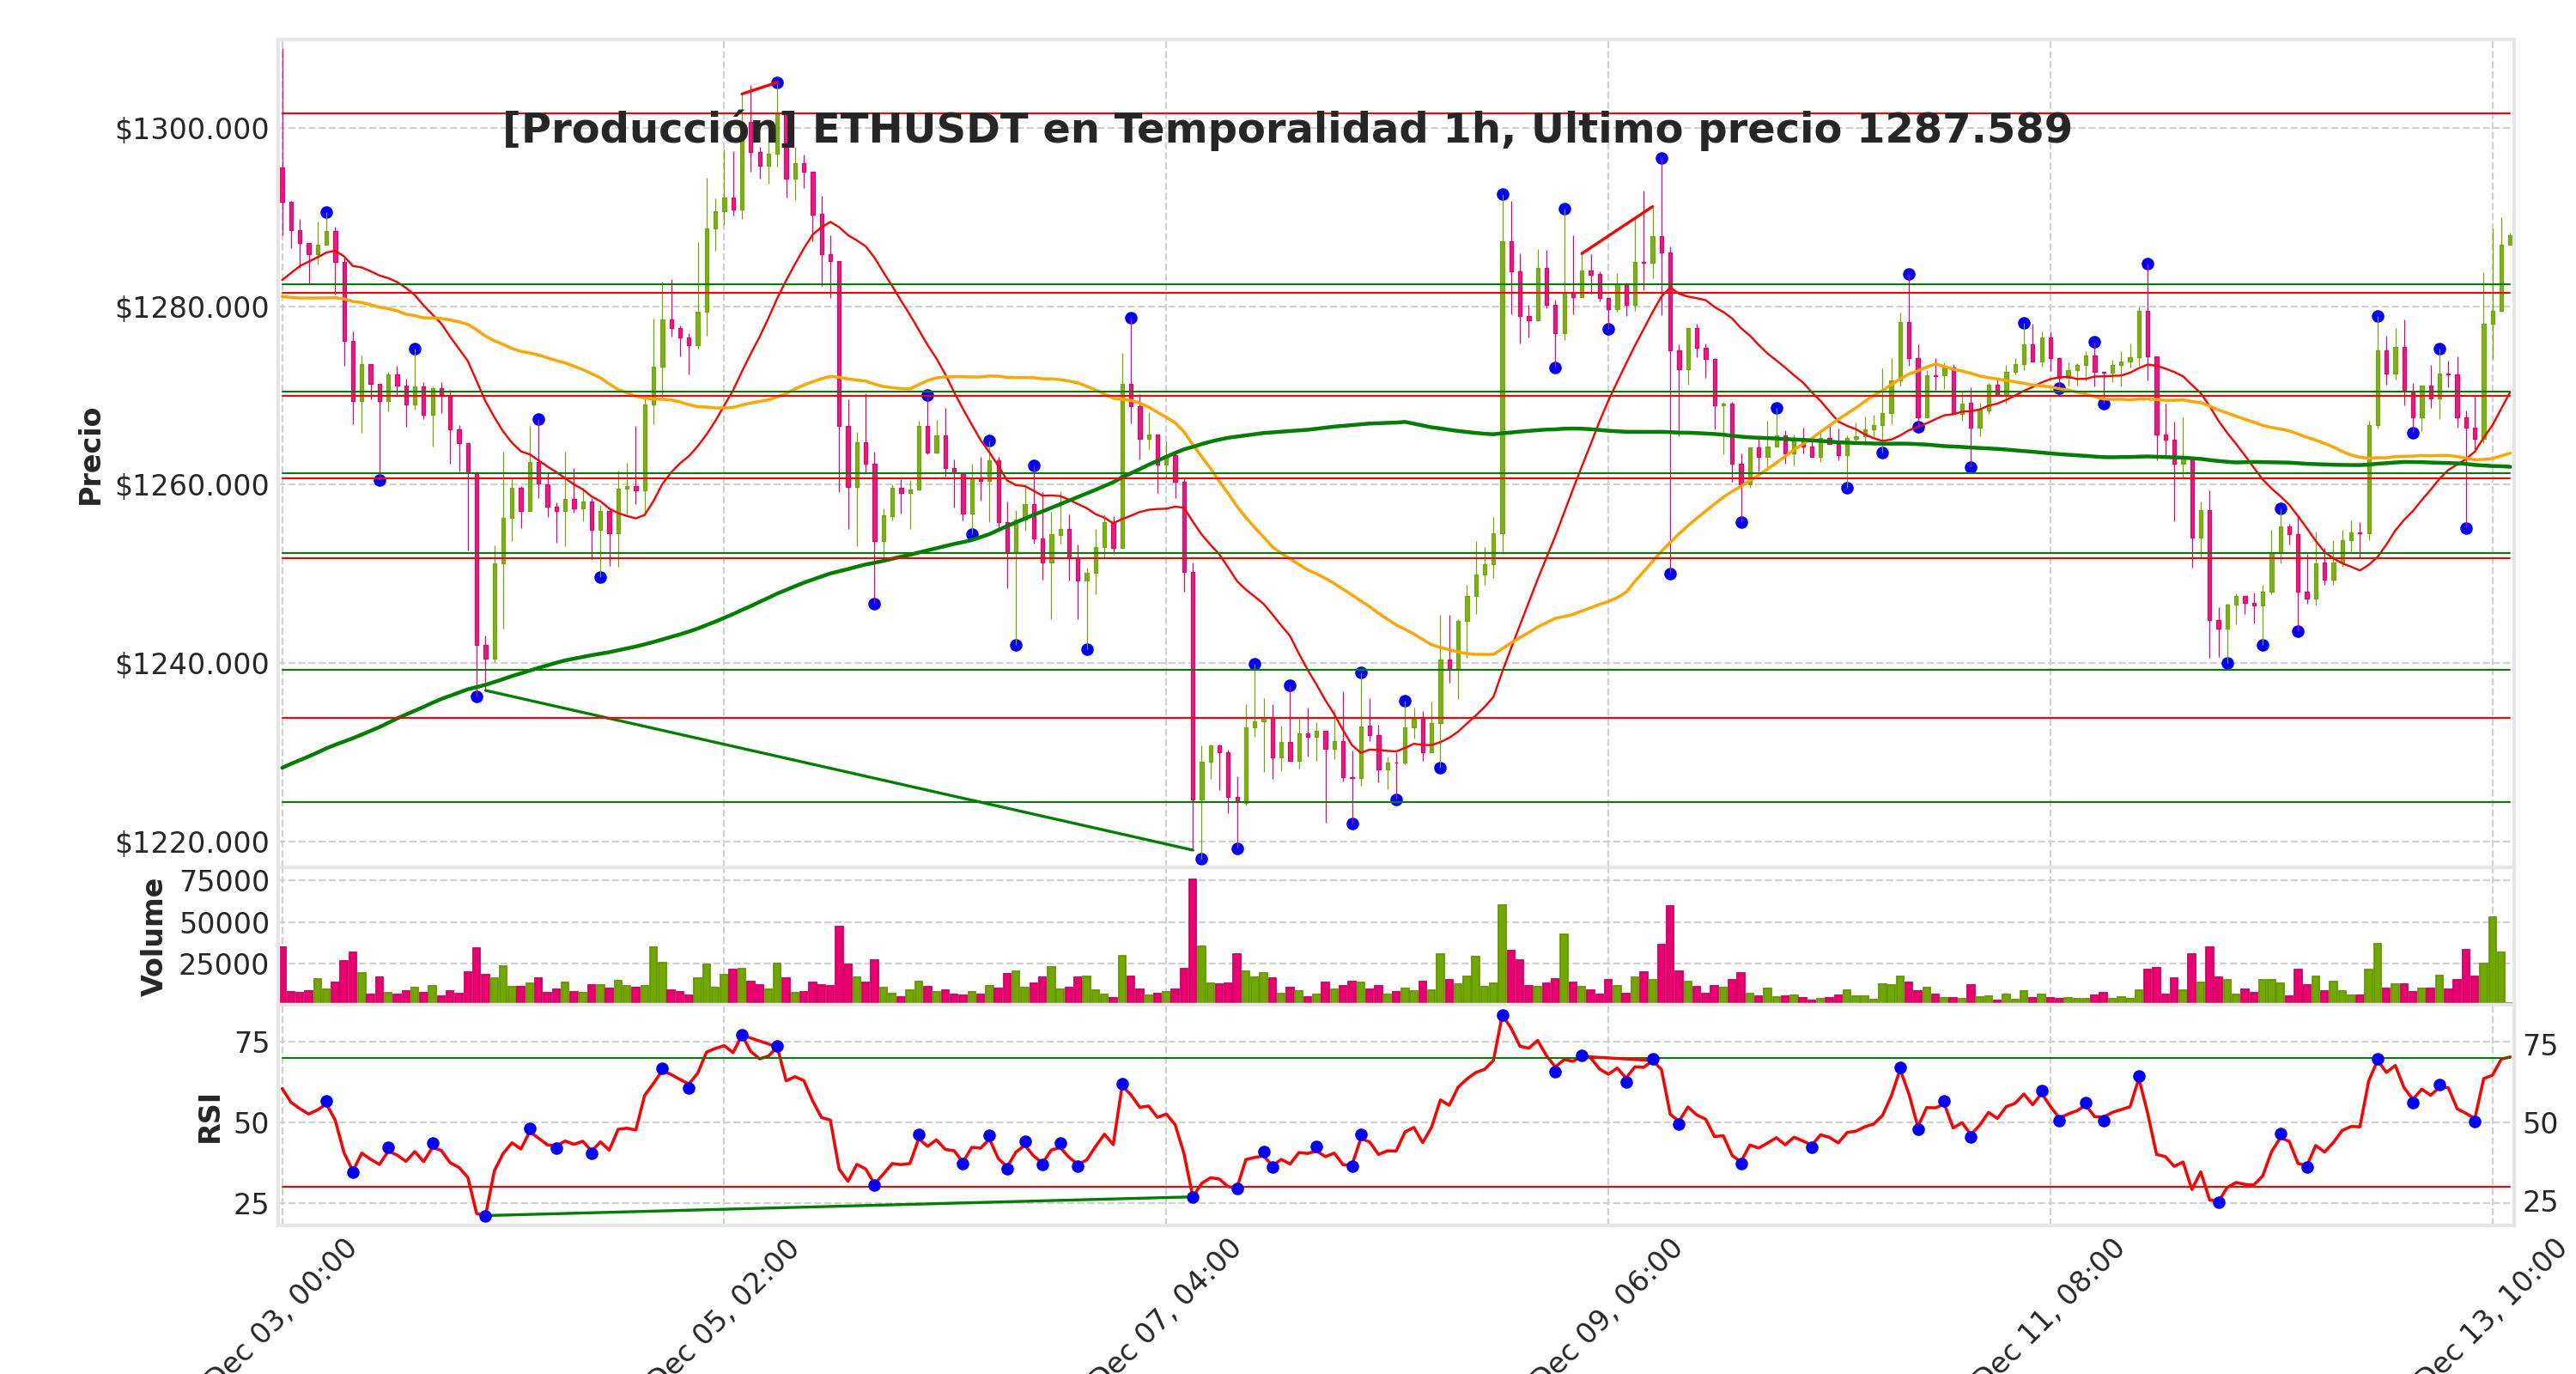 [Producción] ETHUSDT en Temporalidad 1h, Ultimo precio 1287.589
Precio
$1300.000
$1280.000
$1260.000
$1240.000
$1220.000
Volume
75000
50000
25000
RSI
75
50
25
75
50
25
Dec 03, 00:00
Dec 05, 02:00
Dec 07, 04:00
Dec 09, 06:00
Dec 11, 08:00
Dec 13, 10:00